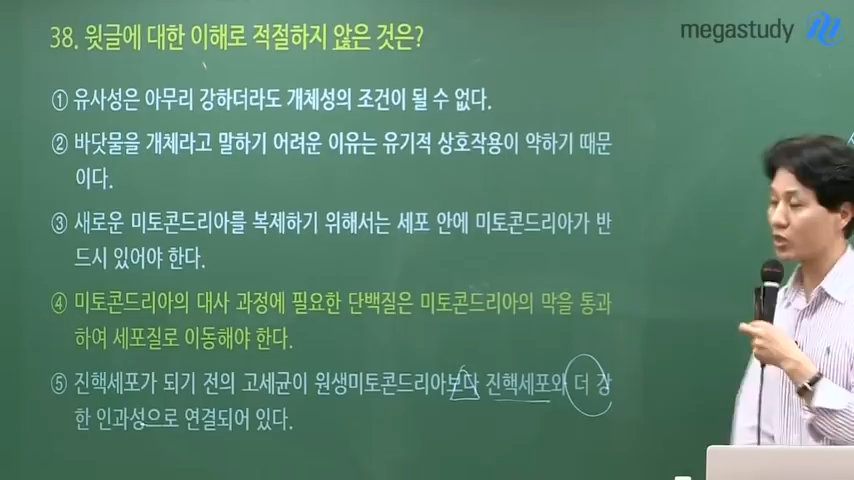 38. 윗글에 대한 이해로 적절하지 않은 것은?
megastudy
① 유사성은 아무리 강하더라도 개체성의 조건이 될 수 없다.
② 바닷물을 개체라고 말하기 어려운 이유는 유기적 상호작용이 약하기 때문
이다.
③ 새로운 미토콘드리아를 복제하기 위해서는 세포 안에 미토콘드리아가 반
드시 있어야 한다.
④ 미토콘드리아의 대사 과정에 필요한 단백질은 미토콘드리아의 막을 통과
하여 세포질로 이동해야 한다.
⑤ 진핵세포가 되기 전의 고세균이 원생미토콘드리아보다 진핵세포와 더 강
한 인과성으로 연결되어 있다.